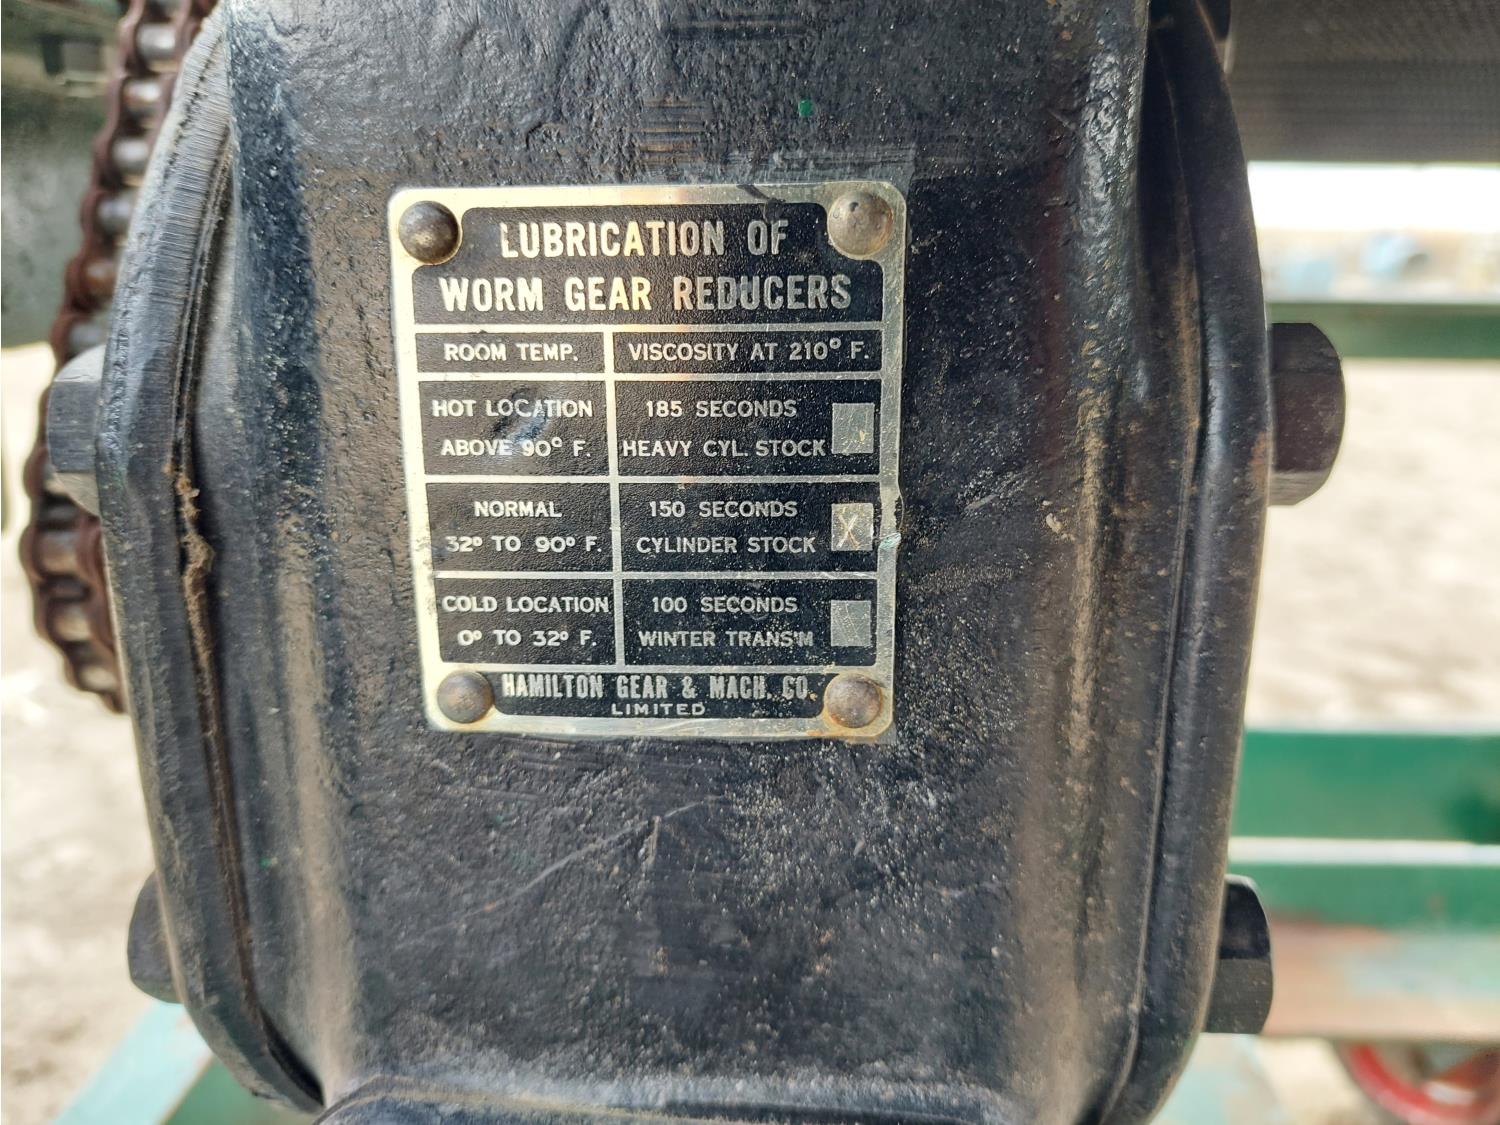 LUBRICATION OF
WORM GEAR REDUCERS
ROOM TEMP. VISCOSITY AT 210° F.
HOT LOCATION 185 SECONDS
ABOVE 90° F. HEAVY CYL. STOCK
NORMAL 150 SECONDS
32° TO 90° F. CYLINDER STOCK X
COLD LOCATION 100 SECONDS
0° TO 32° F. WINTER TRANS'M
HAMILTON GEAR & MACH. CO.
LIMITED